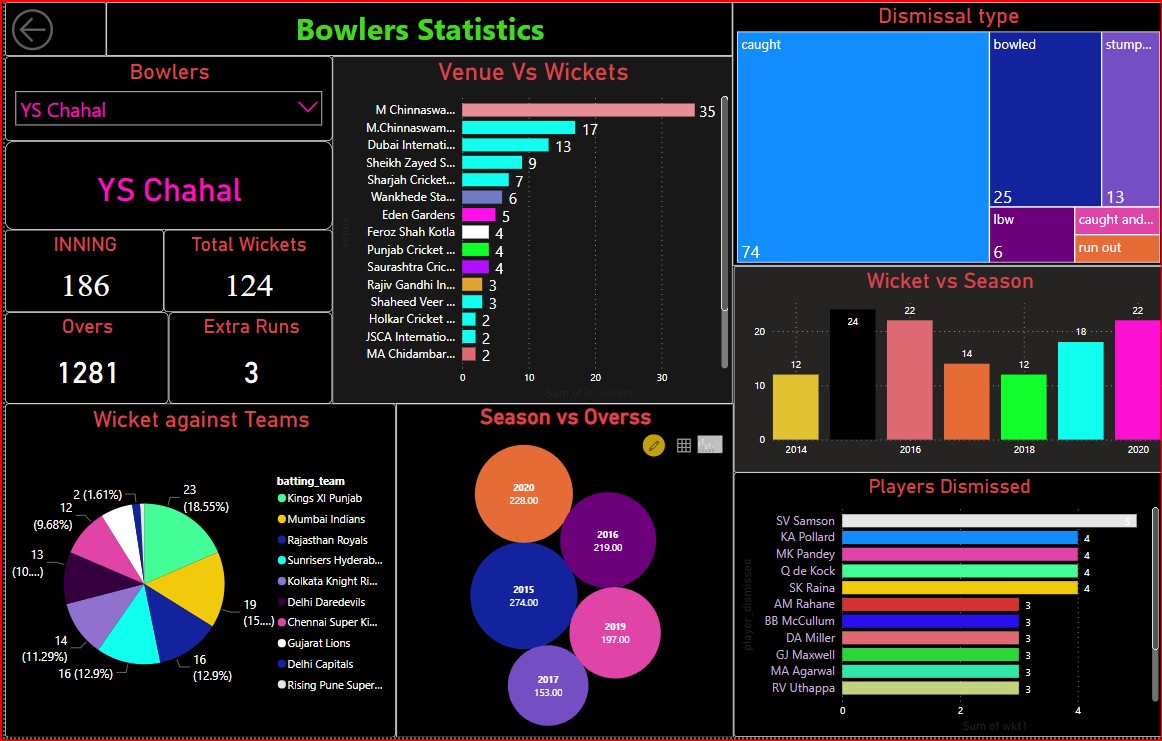 Bowlers Statistics
Bowlers
YS Chahal
YS Chahal
INNING
186
Total Wickets
124
Overs
1281
Extra Runs
3
Venue Vs Wickets
M Chinnaswa... 35
M.Chinnaswam... 17
Dubai Internati... 13
Sheikh Zayed S... 9
Sharjah Cricket... 7
Wankhede Sta... 6
Eden Gardens 5
Feroz Shah Kotla 4
Punjab Cricket ... 4
Saurashtra Cric... 4
Rajiv Gandhi In... 3
Shaheed Veer ... 3
Holkar Cricket ... 2
JSCA Internatio... 2
MA Chidambar... 2
0 10 20 30
Sum of is_wicket
venue
Dismissal type
caught
74
bowled
25
stump...
13
lbw
6
caught and...
run out
Wicket vs Season
20
10
0
12
24
22
14
12
18
22
2014 2016 2018 2020
Wicket against Teams
23
(18.55%)
19
(15....)
16
(12.9%)
16 (12.9%)
14
(11.29%)
13
(10....)
12
(9.68%)
2 (1.61%)
batting_team
Kings XI Punjab
Mumbai Indians
Rajasthan Royals
Sunrisers Hyderab...
Kolkata Knight Ri...
Delhi Daredevils
Chennai Super Ki...
Gujarat Lions
Delhi Capitals
Rising Pune Super...
Season vs Overss
2020
228.00
2016
219.00
2015
274.00
2019
197.00
2017
153.00
Players Dismissed
SV Samson 5
KA Pollard 4
MK Pandey 4
Q de Kock 4
SK Raina 4
AM Rahane 3
BB McCullum 3
DA Miller 3
GJ Maxwell 3
MA Agarwal 3
RV Uthappa 3
0 2 4
Sum of wkt1
player_dismissed